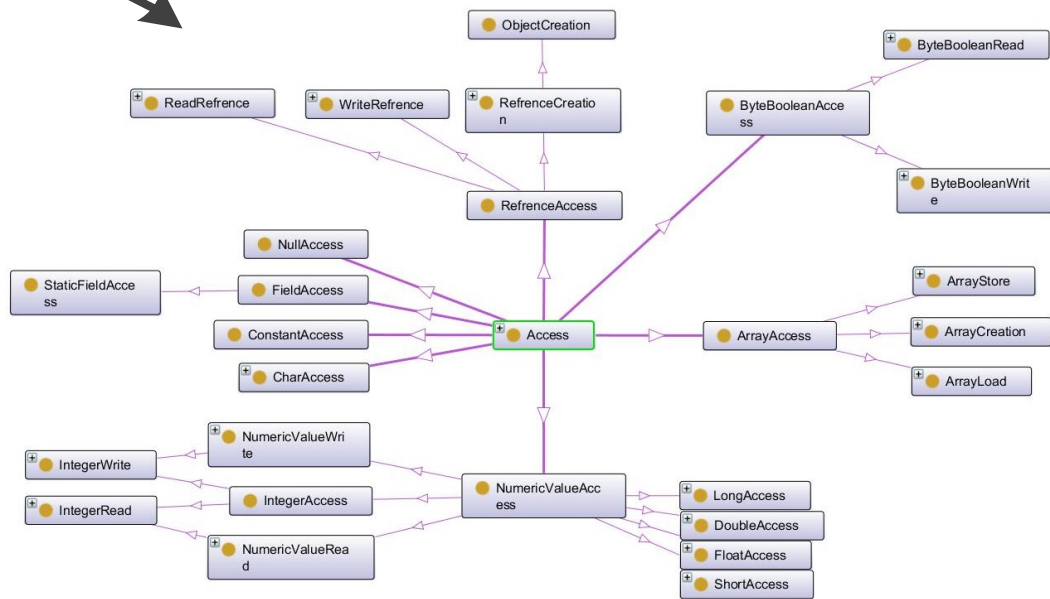 ObjectCreation
ByteBooleanRead
ReadRefrence
WriteRefrence
RefrenceCreatio
n
ByteBooleanAcce
ss
ByteBooleanWrit
e
RefrenceAccess
NullAccess
StaticFieldAcce
ss
FieldAccess
ArrayStore
ConstantAccess
Access
ArrayAccess
ArrayCreation
CharAccess
ArrayLoad
NumericValueWri
te
IntegerWrite
IntegerAccess
IntegerRead
NumericValueAcc
ess
LongAccess
DoubleAccess
NumericValueRea
d
FloatAccess
ShortAccess